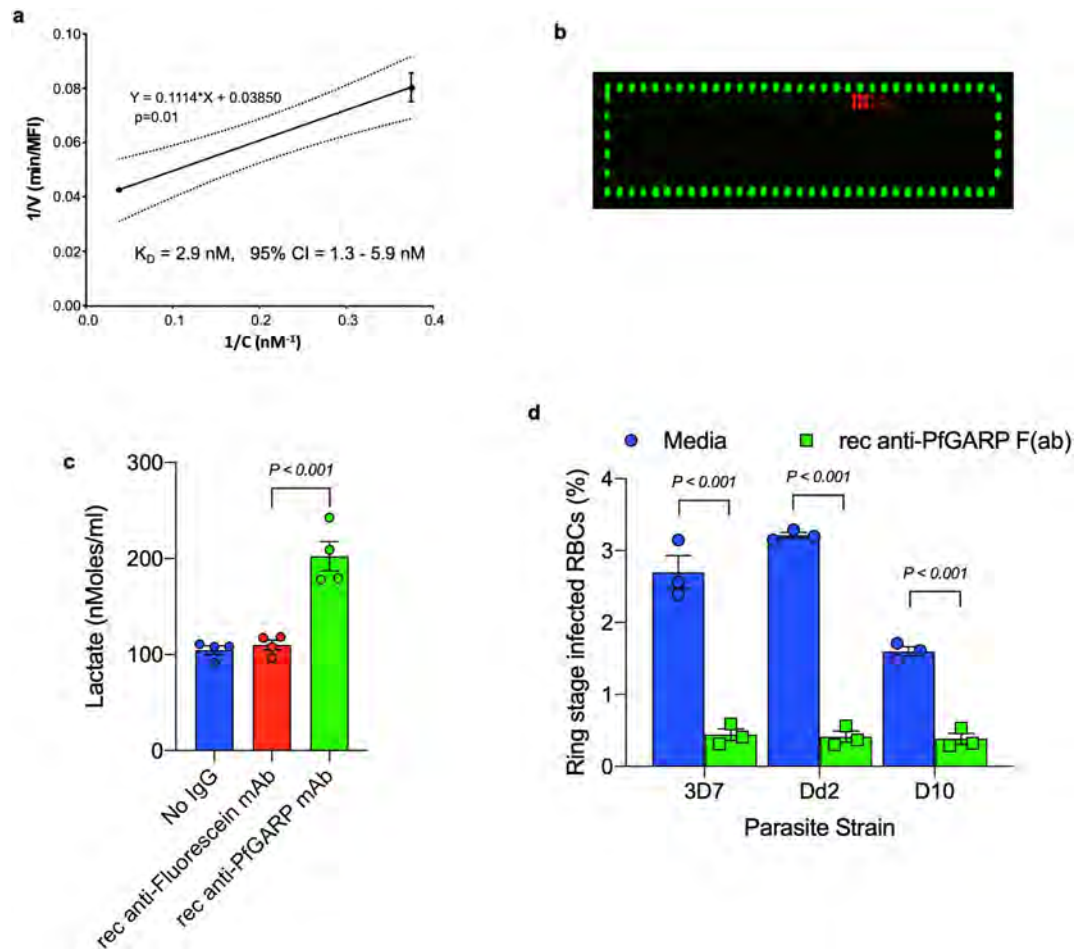 a
0.10
0.08
0.06
0.04
0.02
0.00
1/V (min/MFI)
Y = 0.1114*X + 0.03850
p=0.01
K_D = 2.9 nM, 95% CI = 1.3 - 5.9 nM
0.0 0.1 0.2 0.3 0.4
1/C (nM⁻¹)
b
c
300
200
100
0
Lactate (nMoles/ml)
P < 0.001
No IgG
rec anti-Fluorescein mAb
rec anti-PfGARP mAb
d
Media rec anti-PfGARP F(ab)
4
3
2
1
0
Ring stage infected RBCs (%)
P < 0.001
P < 0.001
P < 0.001
3D7 Dd2 D10
Parasite Strain